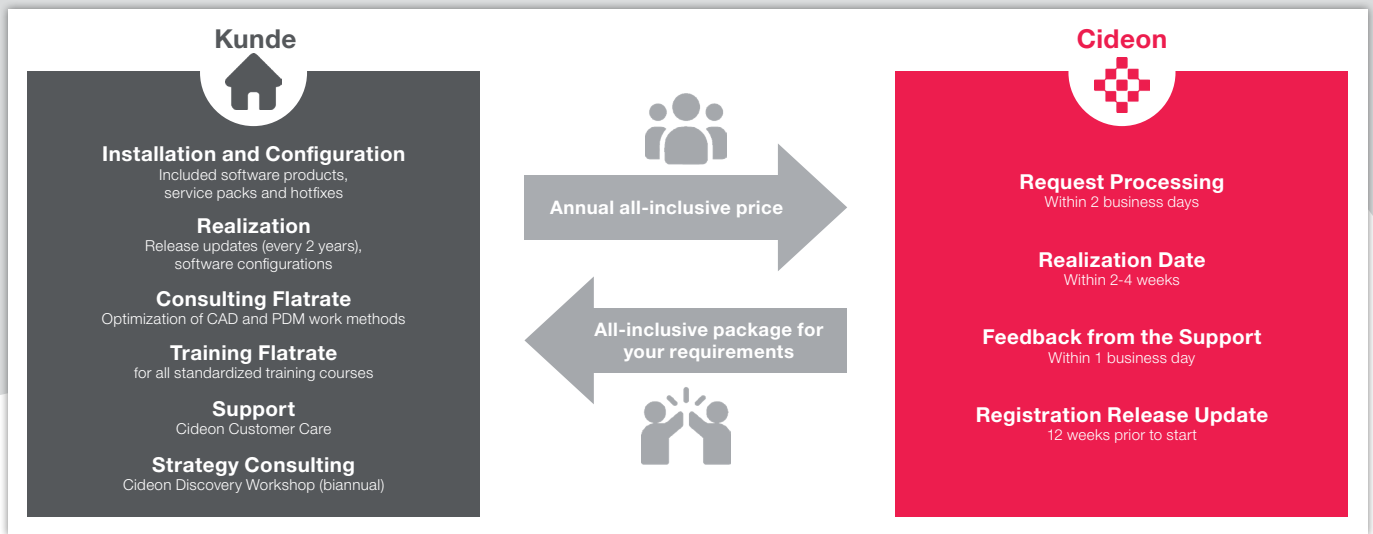 Kunde
Installation and Configuration
Included software products,
service packs and hotfixes
Realization
Release updates (every 2 years),
software configurations
Consulting Flatrate
Optimization of CAD and PDM work methods
Training Flatrate
for all standardized training courses
Support
Cideon Customer Care
Strategy Consulting
Cideon Discovery Workshop (biannual)
Annual all-inclusive price
All-inclusive package for
your requirements
Cideon
Request Processing
Within 2 business days
Realization Date
Within 2-4 weeks
Feedback from the Support
Within 1 business day
Registration Release Update
12 weeks prior to start